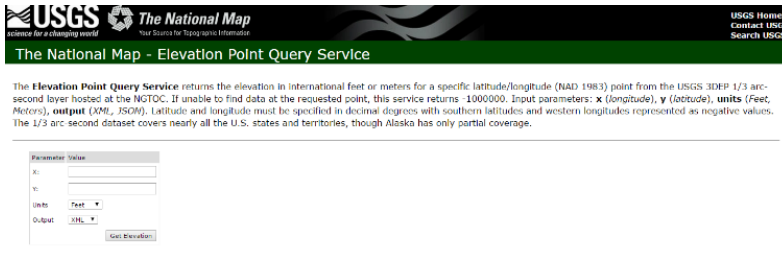 USGS
science for a changing world
The National Map
Your Source for Topographic Information
USGS Home
Contact USG
Search USGS
The National Map - Elevation Point Query Service
The Elevation Point Query Service returns the elevation in International feet or meters for a specific latitude/longitude (NAD 1983) point from the USGS 3DEP 1/3 arc-
second layer hosted at the NGTOC. If unable to find data at the requested point, this service returns -1000000. Input parameters: x (longitude), y (latitude), units (Feet,
Meters), output (XML, JSON). Latitude and longitude must be specified in decimal degrees with southern latitudes and western longitudes represented as negative values.
The 1/3 arc-second dataset covers nearly all the U.S. states and territories, though Alaska has only partial coverage.
Parameter Value
X:
Y:
Units Feet
Output XML
Get Elevation